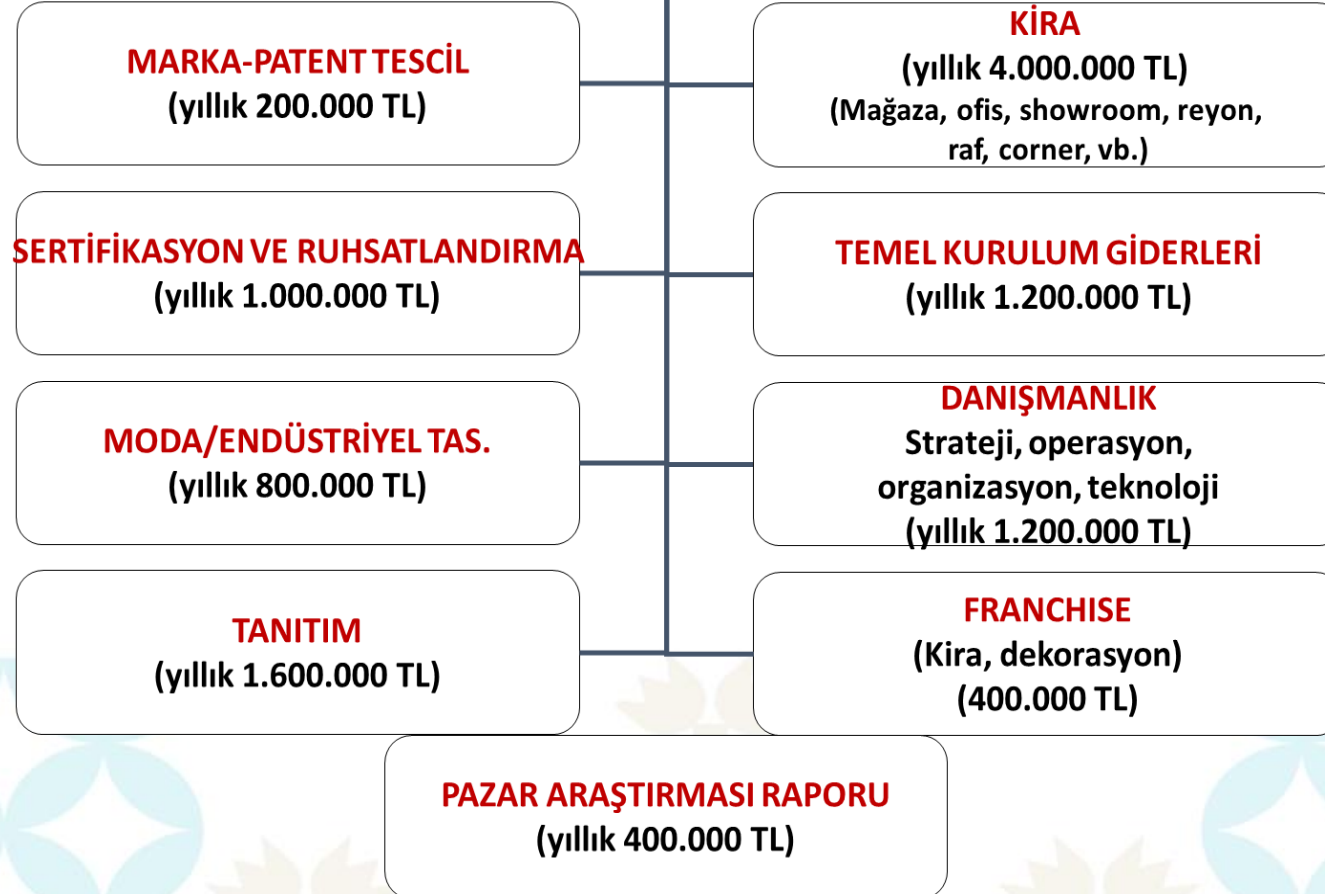 MARKA-PATENT TESCİL
(yıllık 200.000 TL)
KİRA
(yıllık 4.000.000 TL)
(Mağaza, ofis, showroom, reyon,
raf, corner, vb.)
SERTİFİKASYON VE RUHSATLANDIRMA
(yıllık 1.000.000 TL)
TEMEL KURULUM GİDERLERİ
(yıllık 1.200.000 TL)
MODA/ENDÜSTRİYEL TAS.
(yıllık 800.000 TL)
DANIŞMANLIK
Strateji, operasyon,
organizasyon, teknoloji
(yıllık 1.200.000 TL)
TANITIM
(yıllık 1.600.000 TL)
FRANCHISE
(Kira, dekorasyon)
(400.000 TL)
PAZAR ARAŞTIRMASI RAPORU
(yıllık 400.000 TL)